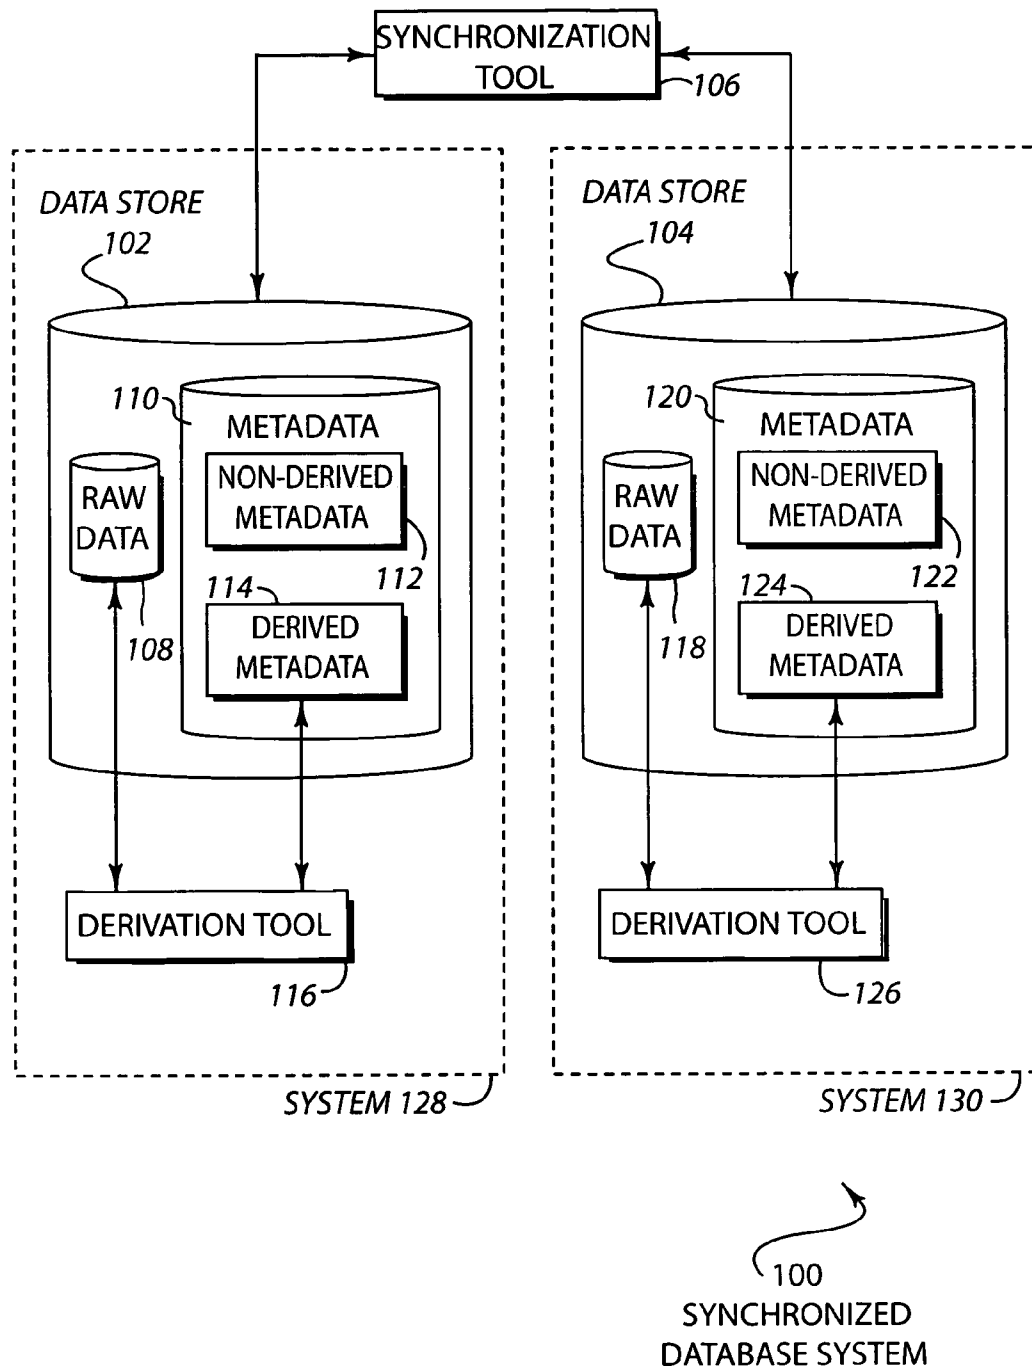 SYNCHRONIZATION
TOOL
106
DATA STORE
102
110
METADATA
RAW
DATA
NON-DERIVED
METADATA
112
108
114
DERIVED
METADATA
DERIVATION TOOL
116
SYSTEM 128
DATA STORE
104
120
METADATA
RAW
DATA
NON-DERIVED
METADATA
122
118
124
DERIVED
METADATA
DERIVATION TOOL
126
SYSTEM 130
100
SYNCHRONIZED
DATABASE SYSTEM